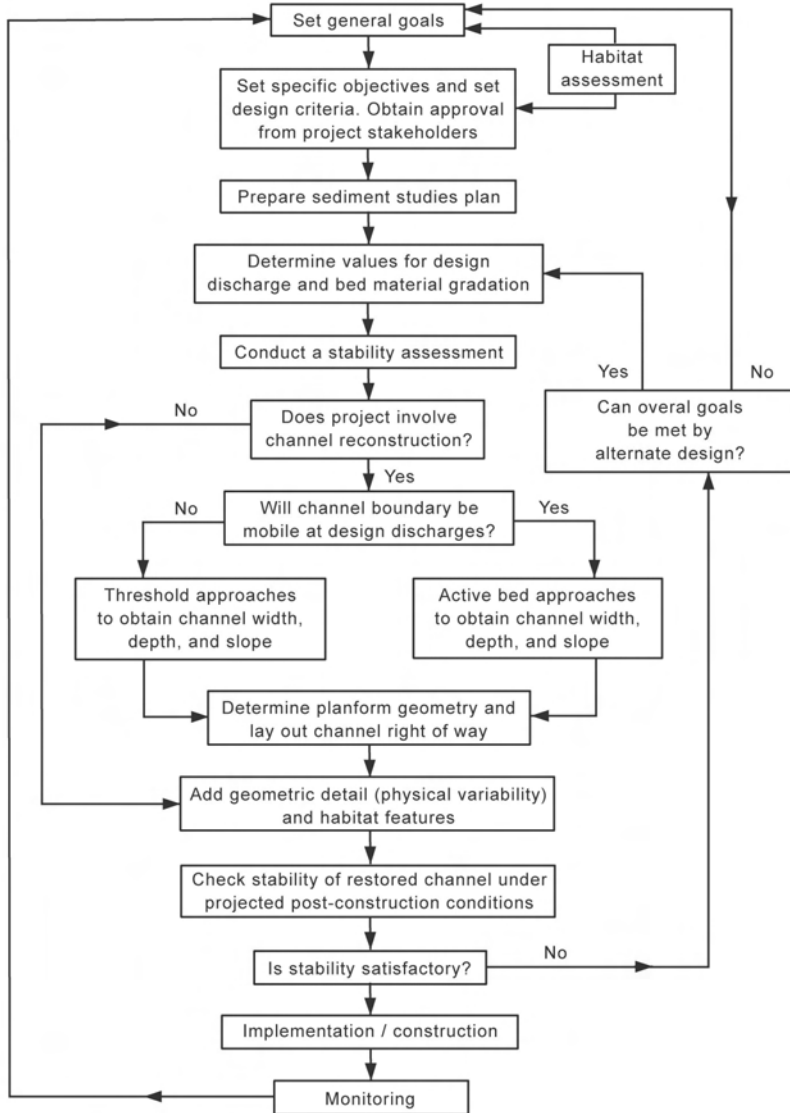 Set general goals
Habitat
assessment
Set specific objectives and set
design criteria. Obtain approval
from project stakeholders
Prepare sediment studies plan
Determine values for design
discharge and bed material gradation
Conduct a stability assessment
Yes
No
Can overal goals
be met by
alternate design?
No
Does project involve
channel reconstruction?
Yes
No
Will channel boundary be
mobile at design discharges?
Yes
Threshold approaches
to obtain channel width,
depth, and slope
Active bed approaches
to obtain channel width,
depth, and slope
Determine planform geometry and
lay out channel right of way
Add geometric detail (physical variability)
and habitat features
Check stability of restored channel under
projected post-construction conditions
Is stability satisfactory?
No
Implementation / construction
Monitoring